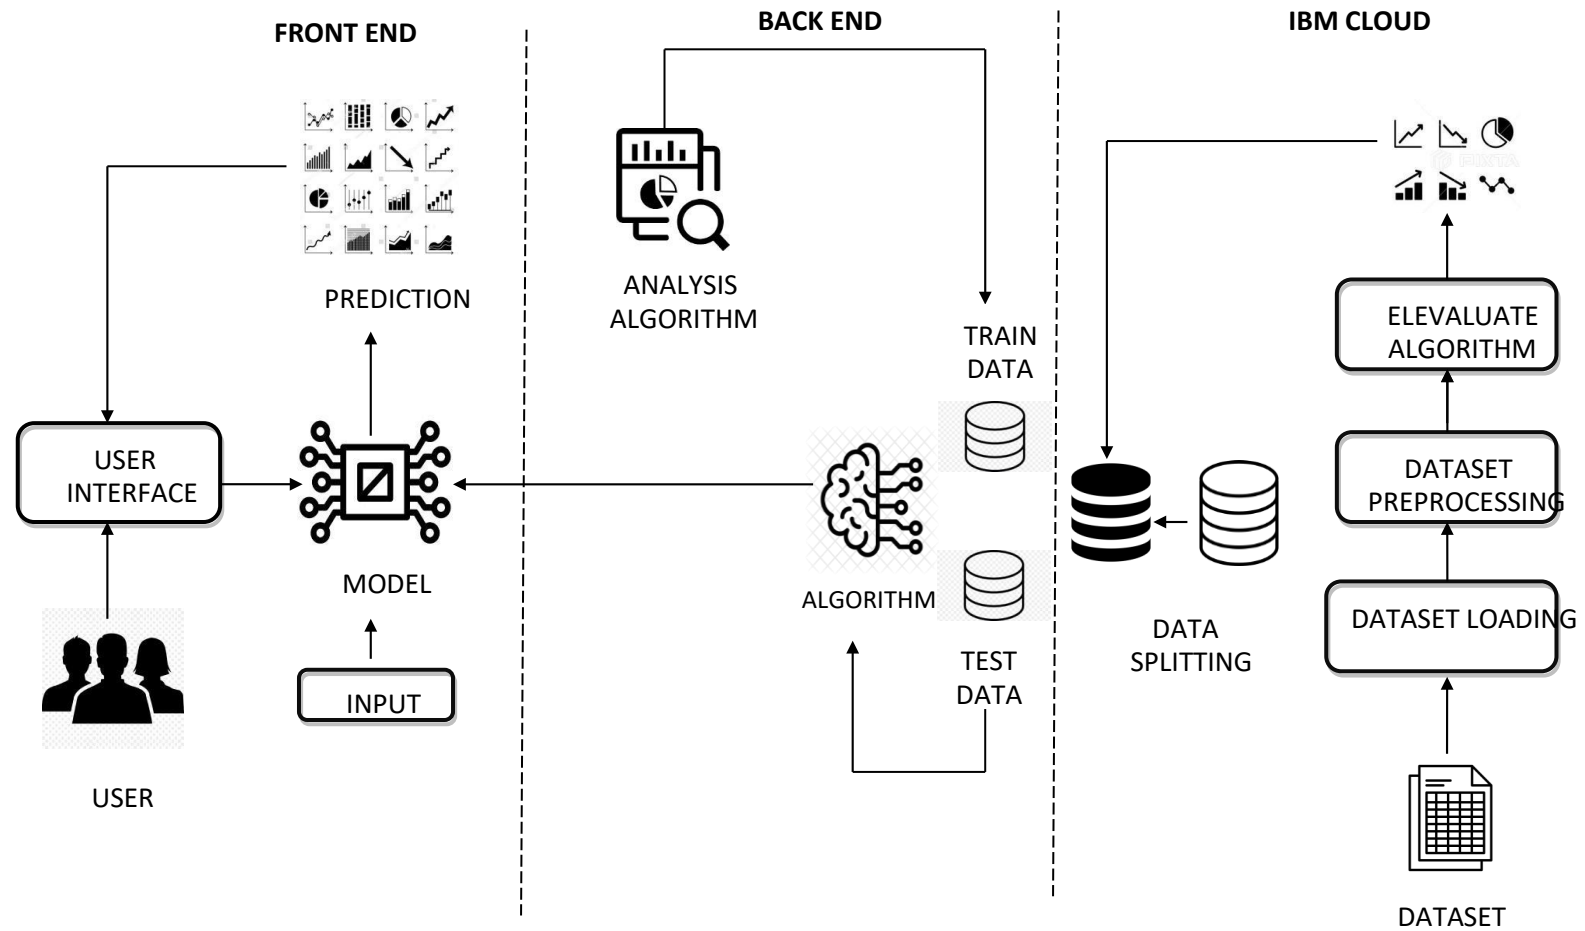 FRONT END
PREDICTION
USER
INTERFACE
MODEL
INPUT
USER
BACK END
ANALYSIS
ALGORITHM
TRAIN
DATA
ALGORITHM
TEST
DATA
IBM CLOUD
ELEVALUATE
ALGORITHM
DATASET
PREPROCESSING
DATASET LOADING
DATA
SPLITTING
DATASET